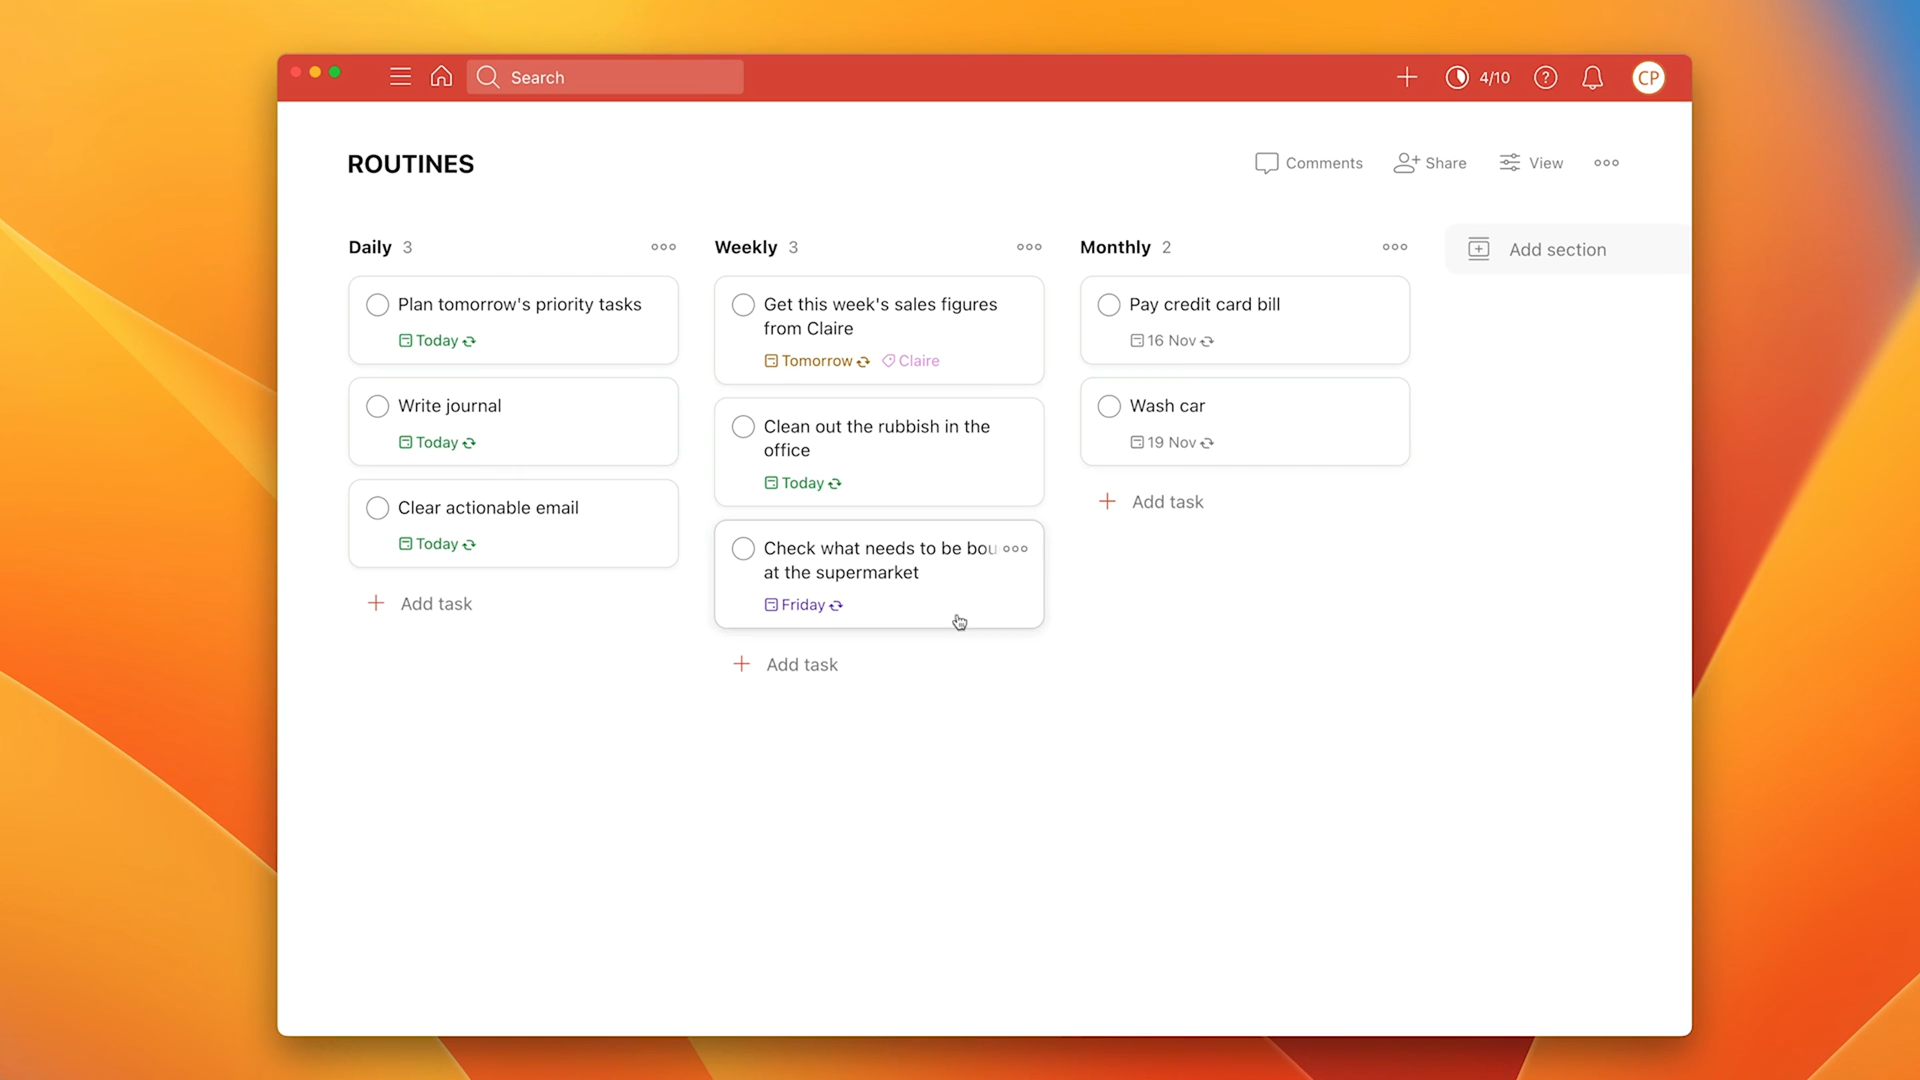 Search
4/10
CP
ROUTINES
Comments
Share
View
Daily 3
Plan tomorrow's priority tasks
Today
Write journal
Today
Clear actionable email
Today
Add task
Weekly 3
Get this week's sales figures
from Claire
Tomorrow Claire
Clean out the rubbish in the
office
Today
Check what needs to be bou
at the supermarket
Friday
Add task
Monthly 2
Pay credit card bill
16 Nov
Wash car
19 Nov
Add task
Add section